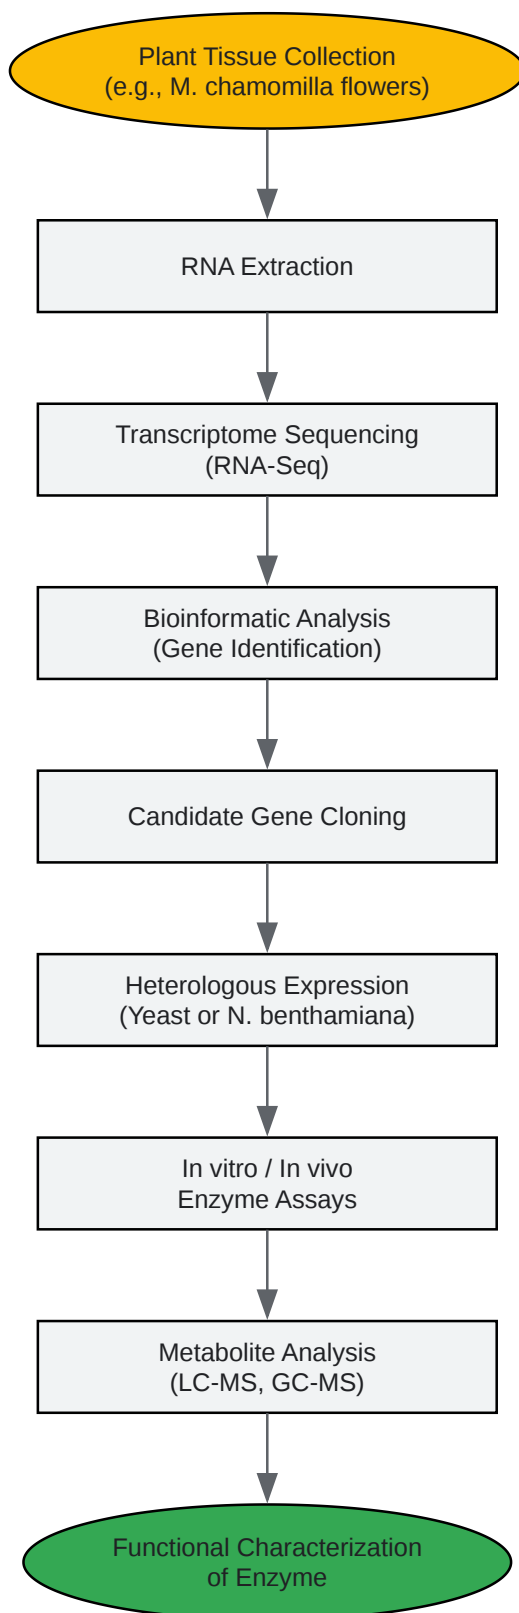 Plant Tissue Collection
(e.g., M. chamomilla flowers)
RNA Extraction
Transcriptome Sequencing
(RNA-Seq)
Bioinformatic Analysis
(Gene Identification)
Candidate Gene Cloning
Heterologous Expression
(Yeast or N. benthamiana)
In vitro / In vivo
Enzyme Assays
Metabolite Analysis
(LC-MS, GC-MS)
Functional Characterization
of Enzyme